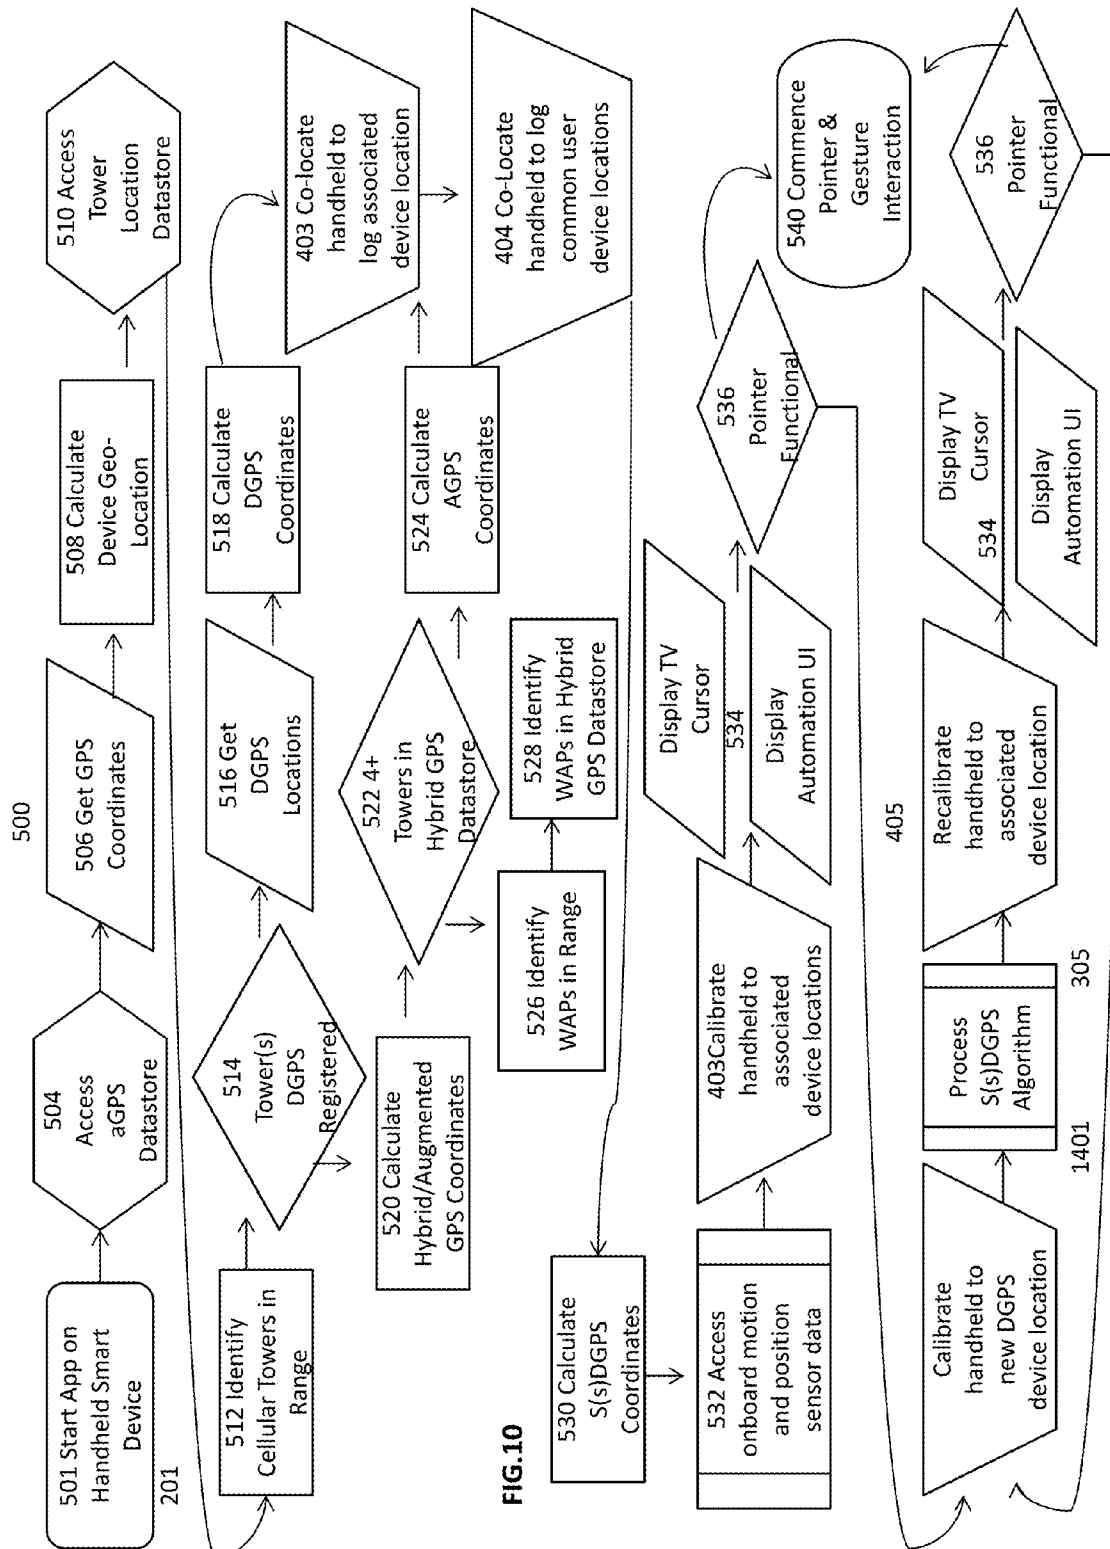 500
501 Start App on
Handheld Smart
Device
201
504
Access
aGPS
Datastore
506 Get GPS
Coordinates
508 Calculate
Device Geo-
Location
510 Access
Tower
Location
Datastore
512 Identify
Cellular Towers in
Range
514
Tower(s)
DGPS
Registered
516 Get
DGPS
Locations
518 Calculate
DGPS
Coordinates
403 Co-locate
handheld to
log associated
device location
520 Calculate
Hybrid/Augmented
GPS Coordinates
522 4+
Towers in
Hybrid GPS
Datastore
524 Calculate
AGPS
Coordinates
404 Co-Locate
handheld to log
common user
device locations
526 Identify
WAPs in Range
528 Identify
WAPs in Hybrid
GPS Datastore
FIG.10
530 Calculate
S(s)DGPS
Coordinates
532 Access
onboard motion
and position
sensor data
403Calibrate
handheld to
associated
device locations
Display TV
Cursor
534
Display
Automation UI
536
Pointer
Functional
540 Commence
Pointer &
Gesture
Interaction
405
Calibrate
handheld to
new DGPS
device location
1401
Process
S(s)DGPS
Algorithm
305
Recalibrate
handheld to
associated
device location
Display TV
Cursor
534
Display
Automation UI
536
Pointer
Functional